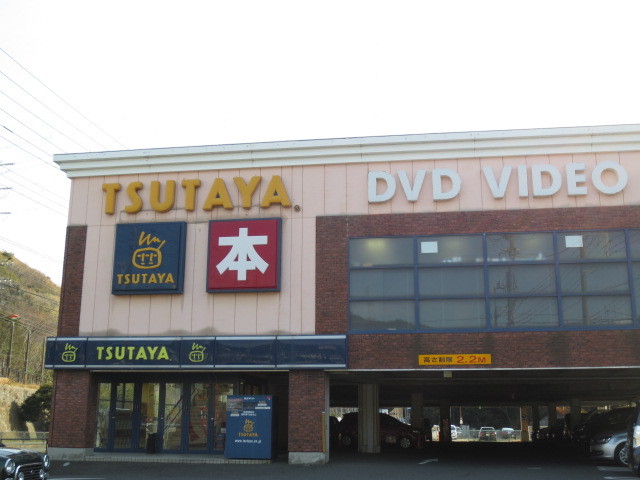 TSUTAYA
DVD VIDEO
TSUTAYA
本
TSUTAYA
高さ制限 2.2M
TSUTAYA